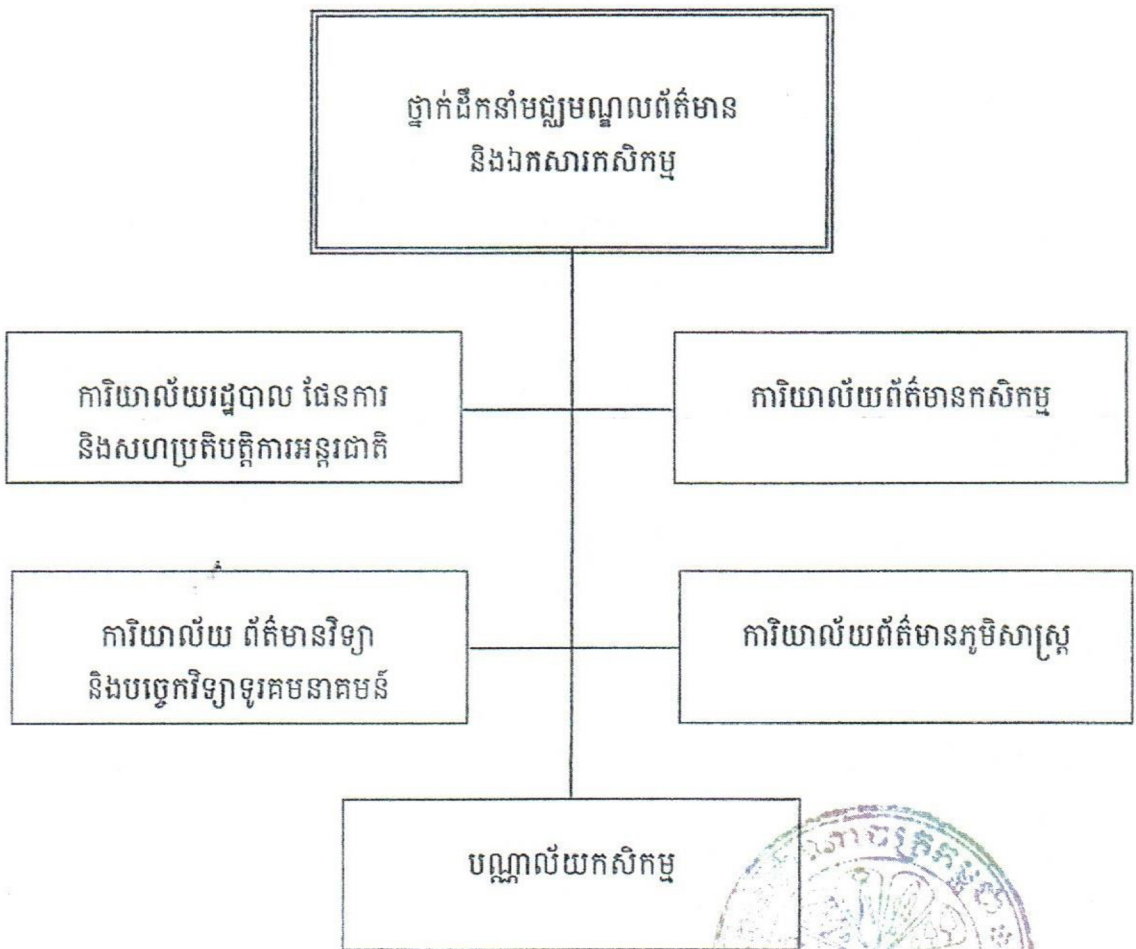 ថ្នាក់ដឹកនាំមជ្ឈមណ្ឌលព័ត៌មាន
និងឯកសារកសិកម្ម
ការិយាល័យរដ្ឋបាល ផែនការ
និងសហប្រតិបត្តិការអន្តរជាតិ
ការិយាល័យព័ត៌មានកសិកម្ម
ការិយាល័យ ព័ត៌មានវិទ្យា
និងបច្ចេកវិទ្យាទូរគមនាគមន៍
ការិយាល័យព័ត៌មានភូមិសាស្ត្រ
បណ្ណាល័យកសិកម្ម